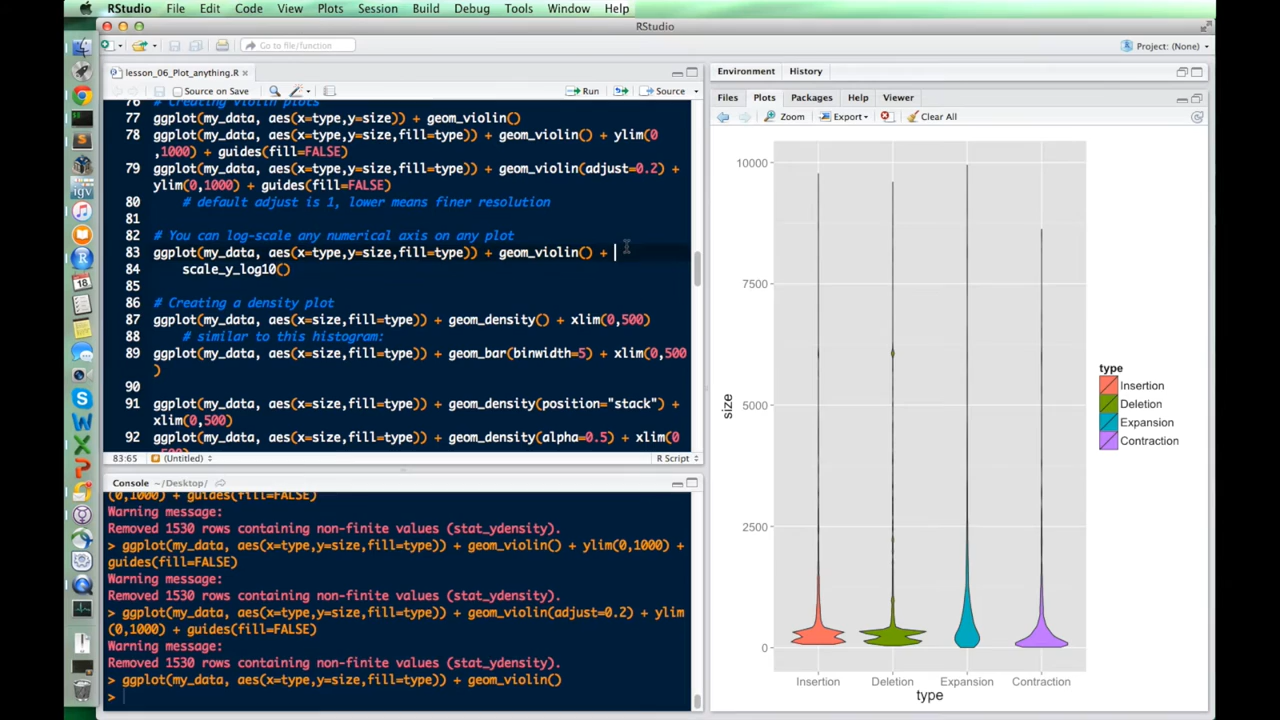 RStudio File Edit Code View Plots Session Build Debug Tools Window Help
RStudio
Go to file/function
Project: (None)
lesson_06_Plot_anything.R
Source on Save
Run
Source
76 # Creating violin plots
77 ggplot(my_data, aes(x=type,y=size)) + geom_violin()
78 ggplot(my_data, aes(x=type,y=size,fill=type)) + geom_violin() + ylim(0
,1000) + guides(fill=FALSE)
79 ggplot(my_data, aes(x=type,y=size,fill=type)) + geom_violin(adjust=0.2) +
ylim(0,1000) + guides(fill=FALSE)
80 # default adjust is 1, lower means finer resolution
81
82 # You can log-scale any numerical axis on any plot
83 ggplot(my_data, aes(x=type,y=size,fill=type)) + geom_violin() +
84 scale_y_log10()
85
86 # Creating a density plot
87 ggplot(my_data, aes(x=size,fill=type)) + geom_density() + xlim(0,500)
88 # similar to this histogram:
89 ggplot(my_data, aes(x=size,fill=type)) + geom_bar(binwidth=5) + xlim(0,500
)
90
91 ggplot(my_data, aes(x=size,fill=type)) + geom_density(position="stack") +
xlim(0,500)
92 ggplot(my_data, aes(x=size,fill=type)) + geom_density(alpha=0.5) + xlim(0
,500)
83:65 (Untitled) R Script
Console ~/Desktop/
(0,1000) + guides(fill=FALSE)
Warning message:
Removed 1530 rows containing non-finite values (stat_ydensity).
> ggplot(my_data, aes(x=type,y=size,fill=type)) + geom_violin() + ylim(0,1000) +
guides(fill=FALSE)
Warning message:
Removed 1530 rows containing non-finite values (stat_ydensity).
> ggplot(my_data, aes(x=type,y=size,fill=type)) + geom_violin(adjust=0.2) + ylim
(0,1000) + guides(fill=FALSE)
Warning message:
Removed 1530 rows containing non-finite values (stat_ydensity).
> ggplot(my_data, aes(x=type,y=size,fill=type)) + geom_violin()
>
Environment History
Files Plots Packages Help Viewer
Zoom Export Clear All
10000
7500
5000
2500
0
size
Insertion Deletion Expansion Contraction
type
type
Insertion
Deletion
Expansion
Contraction
igv
18